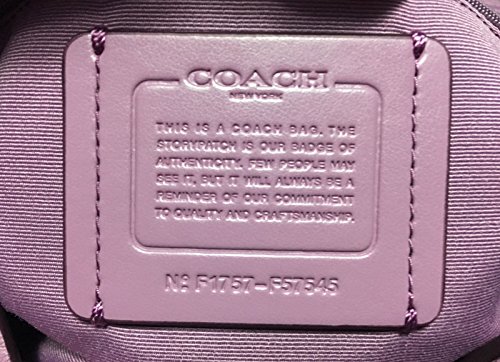 COACH
NEW YORK
THIS IS A COACH BAG. THE
STORYPATCH IS OUR BADGE OF
AUTHENTICITY. FEW PEOPLE MAY
SEE IT, BUT IT WILL ALWAYS BE A
REMINDER OF OUR COMMITMENT
TO QUALITY AND CRAFTSMANSHIP.
Nº F1757-F57545